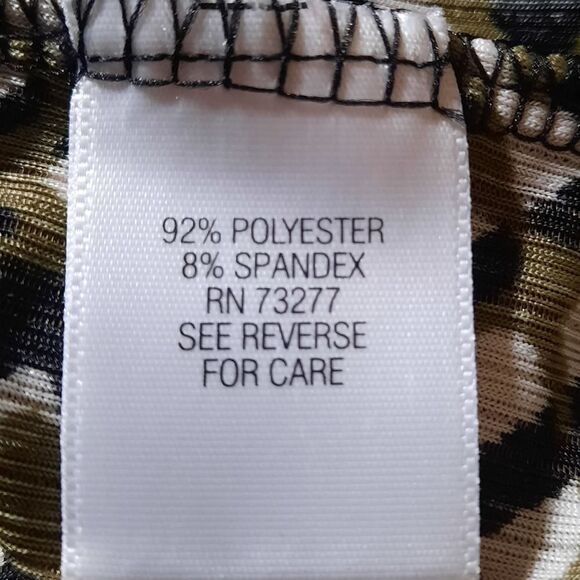 92% POLYESTER
8% SPANDEX
RN 73277
SEE REVERSE
FOR CARE